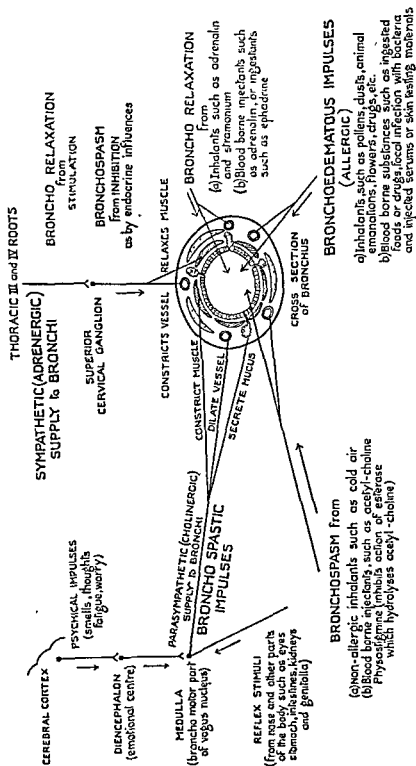 CEREBRAL CORTEX
PSYCHICAL IMPULSES
(smells, thoughts
fatigue, worry)
DIENCEPHALON
(emotional centre)
MEDULLA
(broncho motor part
of vagus nucleus)
REFLEX STIMULI
(from nose and other parts
of the body such as eyes
stomach, intestines, kidneys
and genitalia)
PARASYMPATHETIC (CHOLINERGIC)
SUPPLY to BRONCHI
BRONCHO SPASTIC
IMPULSES
CONSTRICT MUSCLE
DILATE VESSEL
SECRETE MUCUS
BRONCHOSPASM from
(a) Non-allergic inhalants such as cold air
(b) Blood borne injectants, such as acetyl-choline
Physostigmine (inhibits action of esterase
which hydrolyses acetyl-choline)
THORACIC III and IV ROOTS
SYMPATHETIC (ADRENERGIC)
SUPPLY to BRONCHI
SUPERIOR
CERVICAL GANGLION
BRONCHO RELAXATION
from
STIMULATION
BRONCHOSPASM
from INHIBITION
as by endocrine influences
CONSTRICTS VESSEL
RELAXES MUSCLE
CROSS SECTION
of BRONCHUS
BRONCHO RELAXATION
from
(a) Inhalants such as adrenalin
and stramonium
(b) Blood borne injectants such
as adrenalin, or ingestants
such as ephadrine
BRONCHOEDEMATOUS IMPULSES
(ALLERGIC)
a) Inhalants, such as pollens, dusts, animal
emanations, flowers, drugs, etc.
b) Blood borne substances such as ingested
foods or drugs, focal infection with bacteria
and injected serums or skin testing materials